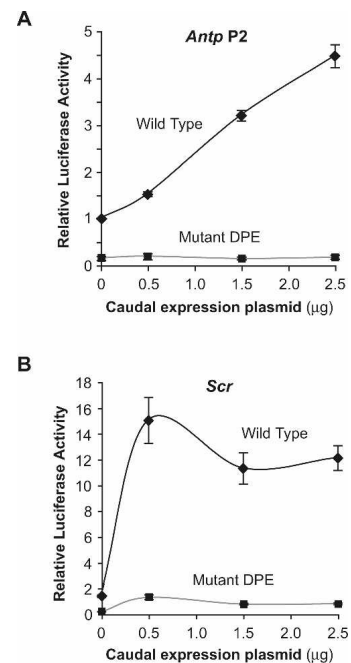 A
Antp P2
Relative Luciferase Activity
5
4
3
2
1
0
Wild Type
Mutant DPE
0 0.5 1.0 1.5 2.0 2.5
Caudal expression plasmid (µg)
B
Scr
Relative Luciferase Activity
18
16
14
12
10
8
6
4
2
0
Wild Type
Mutant DPE
0 0.5 1.0 1.5 2.0 2.5
Caudal expression plasmid (µg)